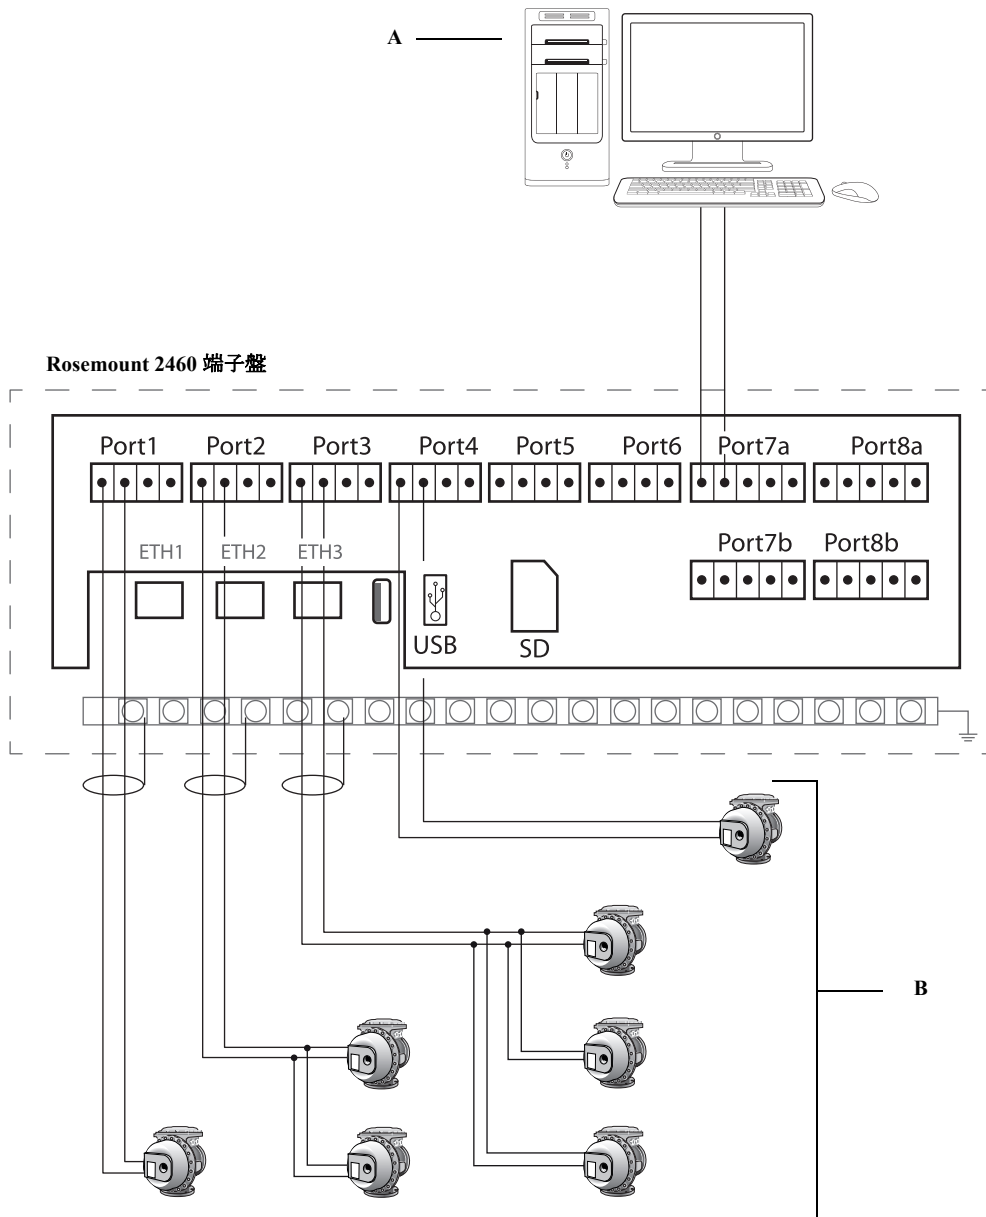 A
Rosemount 2460 端子盤
Port1 Port2 Port3 Port4 Port5 Port6 Port7a Port8a
ETH1 ETH2 ETH3
Port7b Port8b
USB
SD
B